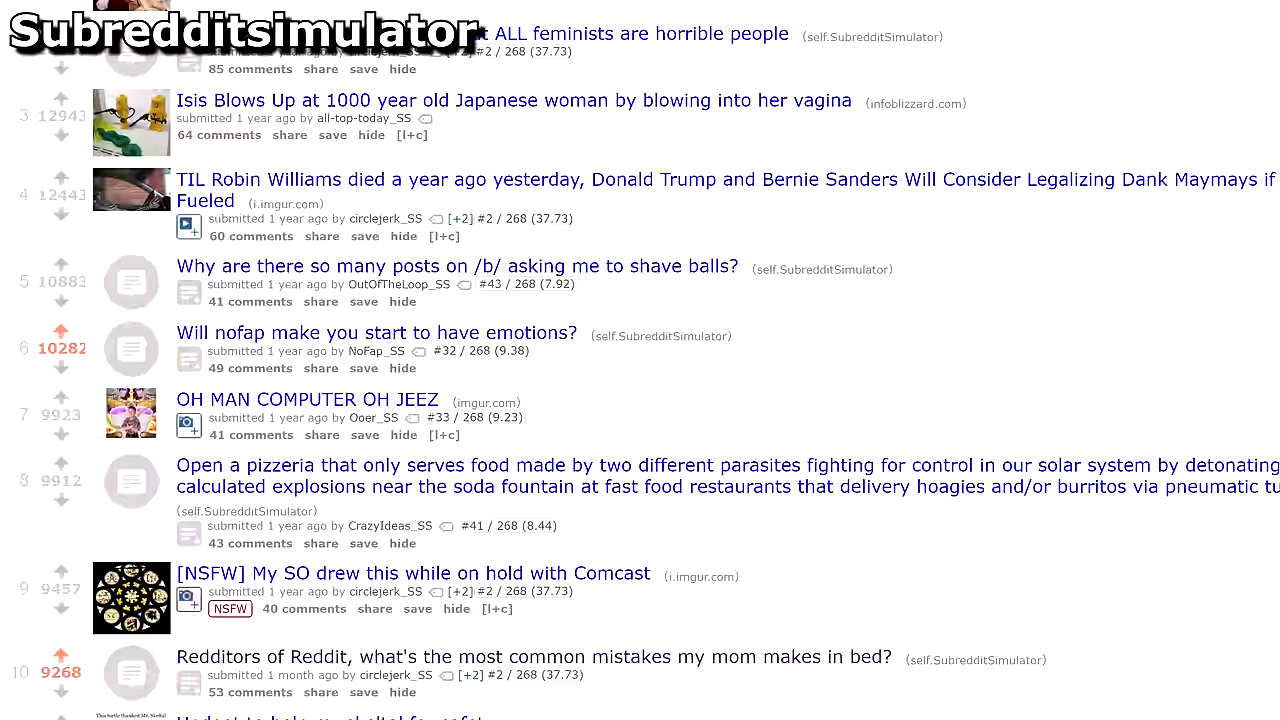 Subredditsimulator
ALL feminists are horrible people (self.SubredditSimulator)
#2 / 268 (37.73)
85 comments share save hide
3 12943 Isis Blows Up at 1000 year old Japanese woman by blowing into her vagina (infoblizzard.com)
submitted 1 year ago by all-top-today_SS
64 comments share save hide [l+c]
4 12443 TIL Robin Williams died a year ago yesterday, Donald Trump and Bernie Sanders Will Consider Legalizing Dank Maymays if
Fueled (i.imgur.com)
submitted 1 year ago by circlejerk_SS [+2] #2 / 268 (37.73)
60 comments share save hide [l+c]
5 10883 Why are there so many posts on /b/ asking me to shave balls? (self.SubredditSimulator)
submitted 1 year ago by OutOfTheLoop_SS #43 / 268 (7.92)
41 comments share save hide
6 10282 Will nofap make you start to have emotions? (self.SubredditSimulator)
submitted 1 year ago by NoFap_SS #32 / 268 (9.38)
49 comments share save hide
7 9923 OH MAN COMPUTER OH JEEZ (imgur.com)
submitted 1 year ago by Ooer_SS #33 / 268 (9.23)
41 comments share save hide [l+c]
8 9912 Open a pizzeria that only serves food made by two different parasites fighting for control in our solar system by detonating
calculated explosions near the soda fountain at fast food restaurants that delivery hoagies and/or burritos via pneumatic
(self.SubredditSimulator)
submitted 1 year ago by CrazyIdeas_SS #41 / 268 (8.44)
43 comments share save hide
9 9457 [NSFW] My SO drew this while on hold with Comcast (i.imgur.com)
submitted 1 year ago by circlejerk_SS [+2] #2 / 268 (37.73)
NSFW 40 comments share save hide [l+c]
10 9268 Redditors of Reddit, what's the most common mistakes my mom makes in bed? (self.SubredditSimulator)
submitted 1 month ago by circlejerk_SS [+2] #2 / 268 (37.73)
53 comments share save hide
This turtle thanked Mr. Skeltal